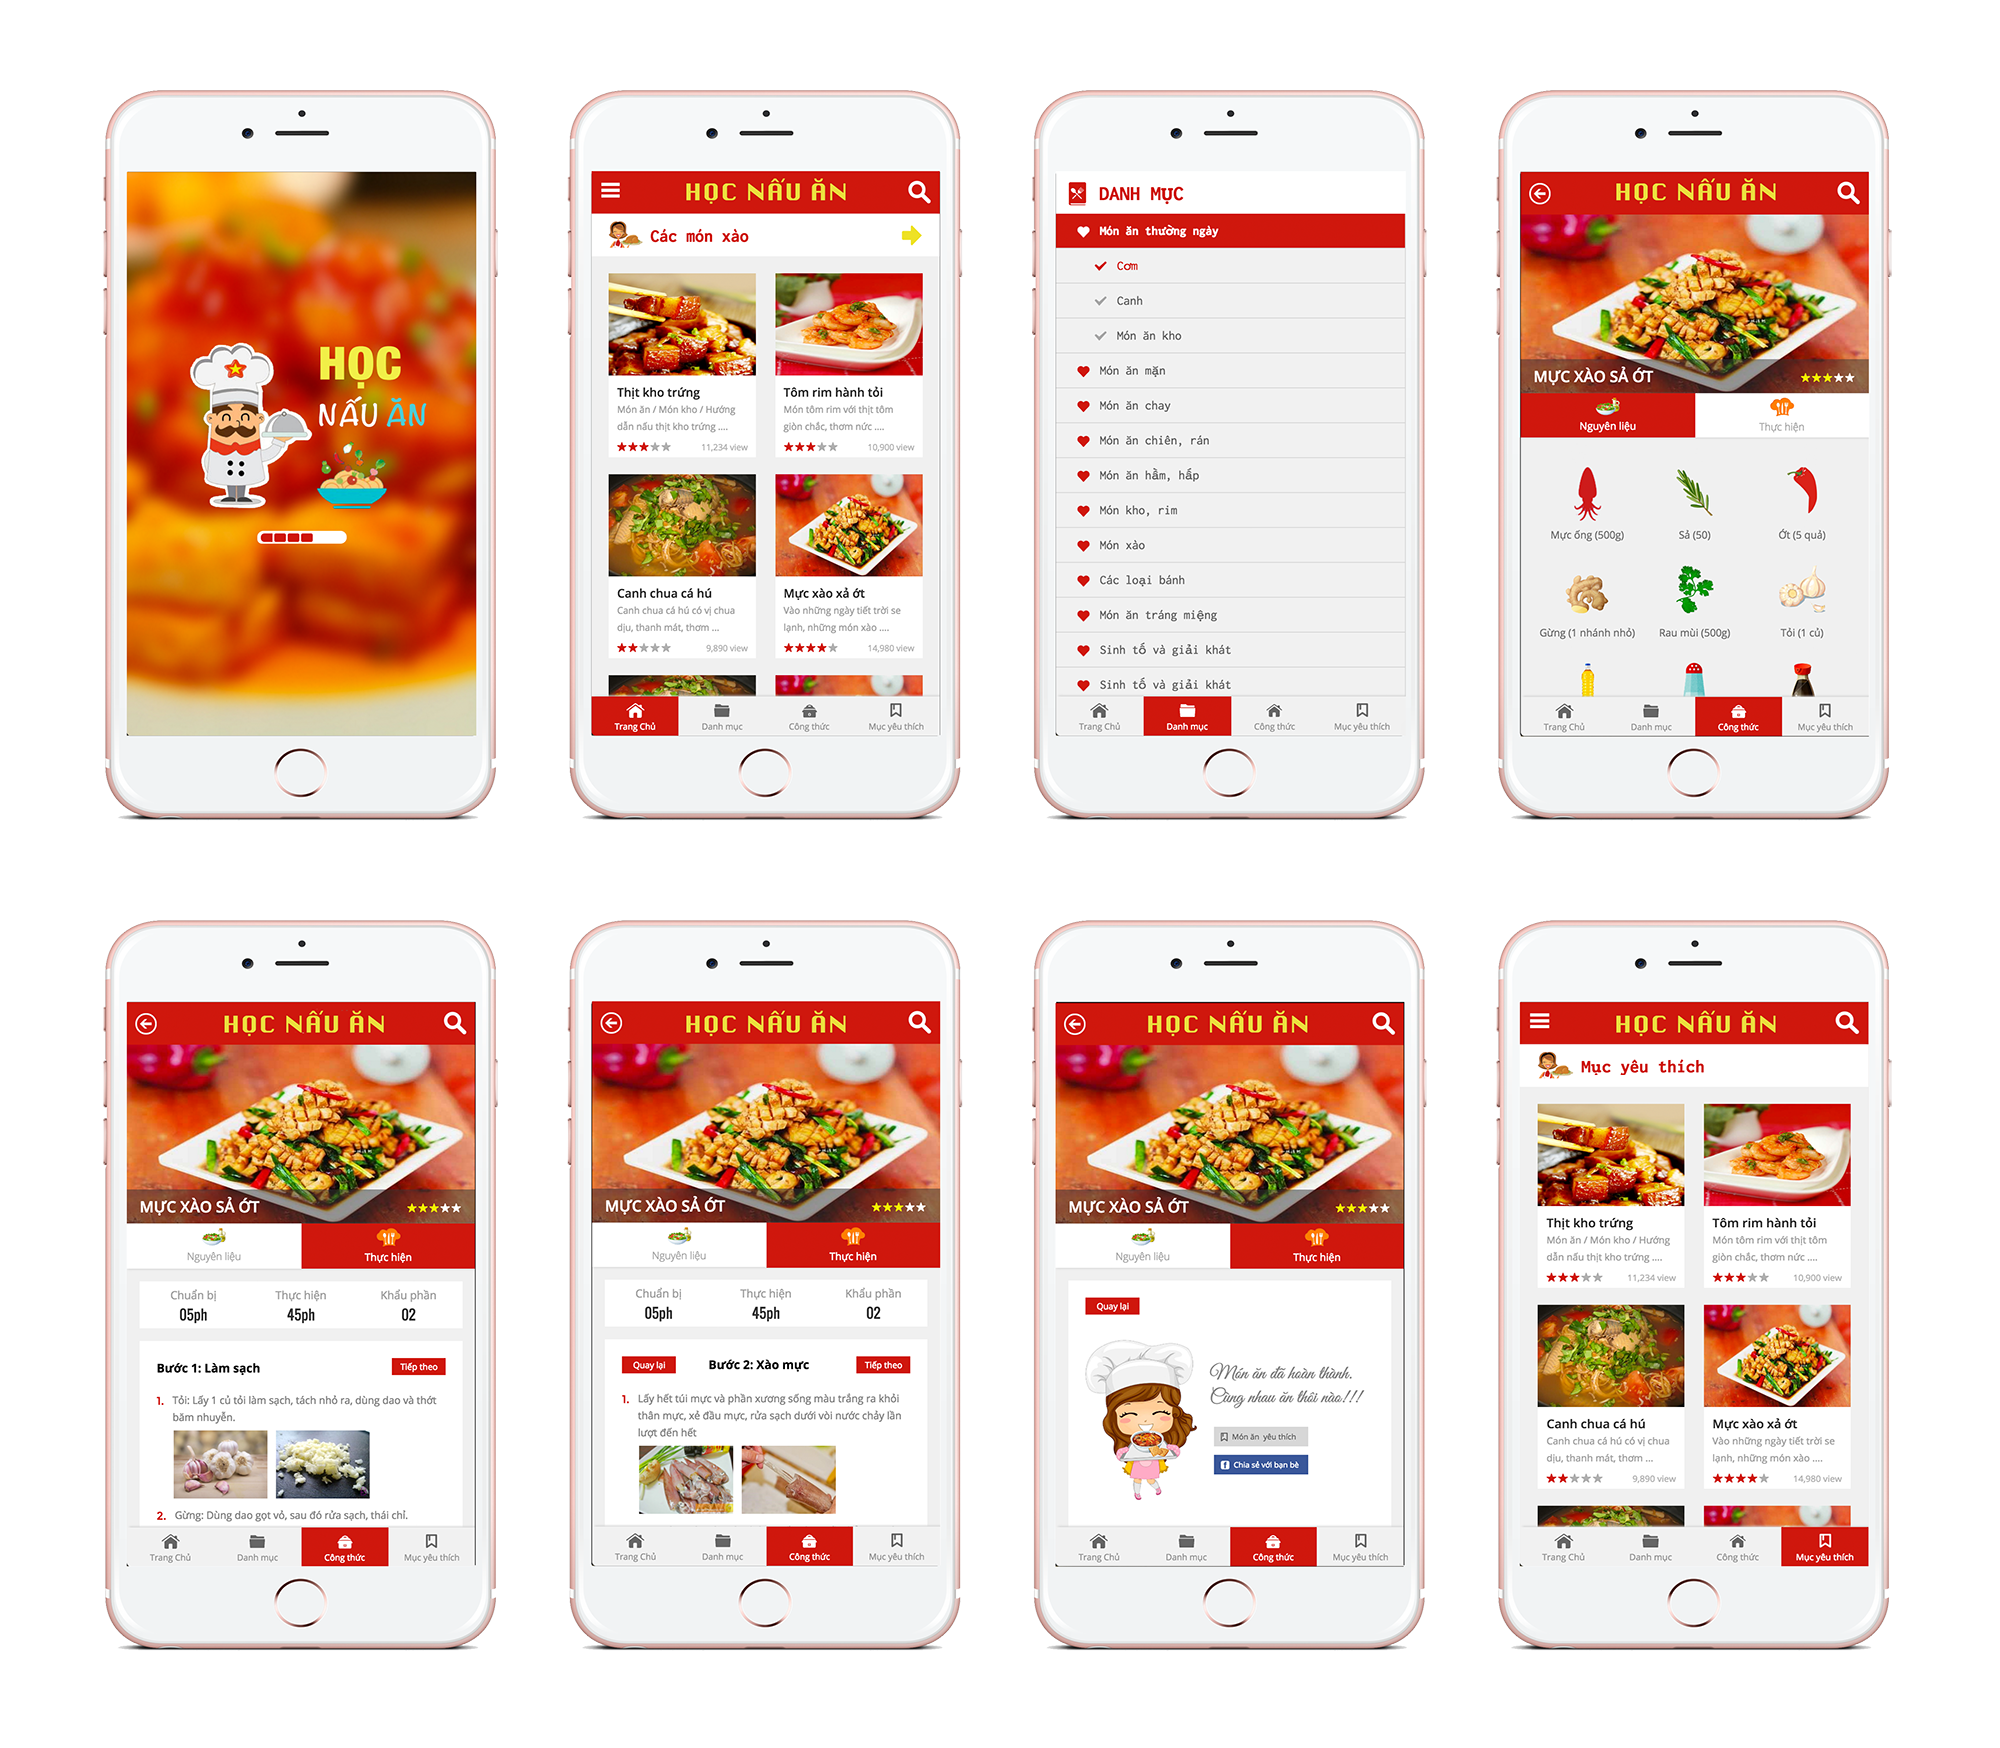 HỌC
NẤU ĂN
HỌC NẤU ĂN
Các món xào
Thịt kho trứng
Món ăn / Món kho / Hướng
dẫn nấu thịt kho trứng ....
11,234 view
Tôm rim hành tỏi
Món tôm rim với thịt tôm
giòn chắc, thơm nức ....
10,900 view
Canh chua cá hú
Canh chua cá hú có vị chua
dịu, thanh mát, thơm ...
9,890 view
Mực xào xả ớt
Vào những ngày tiết trời se
lạnh, những món xào ....
14,980 view
Trang Chủ
Danh mục
Công thức
Mục yêu thích
DANH MỤC
Món ăn thường ngày
Cơm
Canh
Món ăn kho
Món ăn mặn
Món ăn chay
Món ăn chiên, rán
Món ăn hầm, hấp
Món kho, rim
Món xào
Các loại bánh
Món ăn tráng miệng
Sinh tố và giải khát
Sinh tố và giải khát
Trang Chủ
Danh mục
Công thức
Mục yêu thích
HỌC NẤU ĂN
MỰC XÀO SẢ ỚT
Nguyên liệu
Thực hiện
Mực ống (500g)
Sả (50)
Ớt (5 quả)
Gừng (1 nhánh nhỏ)
Rau mùi (500g)
Tỏi (1 củ)
Trang Chủ
Danh mục
Công thức
Mục yêu thích
HỌC NẤU ĂN
MỰC XÀO SẢ ỚT
Nguyên liệu
Thực hiện
Chuẩn bị
05ph
Thực hiện
45ph
Khẩu phần
02
Bước 1: Làm sạch
Tiếp theo
1. Tỏi: Lấy 1 củ tỏi làm sạch, tách nhỏ ra, dùng dao và thớt
băm nhuyễn.
2. Gừng: Dùng dao gọt vỏ, sau đó rửa sạch, thái chỉ.
Trang Chủ
Danh mục
Công thức
Mục yêu thích
HỌC NẤU ĂN
MỰC XÀO SẢ ỚT
Nguyên liệu
Thực hiện
Chuẩn bị
05ph
Thực hiện
45ph
Khẩu phần
02
Quay lại
Bước 2: Xào mực
Tiếp theo
1. Lấy hết túi mực và phần xương sống màu trắng ra khỏi
thân mực, xẻ đầu mực, rửa sạch dưới vòi nước chảy lần
lượt đến hết
Trang Chủ
Danh mục
Công thức
Mục yêu thích
HỌC NẤU ĂN
MỰC XÀO SẢ ỚT
Nguyên liệu
Thực hiện
Quay lại
Món ăn đã hoàn thành.
Cùng nhau ăn thôi nào!!!
Món ăn yêu thích
Chia sẻ với bạn bè
Trang Chủ
Danh mục
Công thức
Mục yêu thích
HỌC NẤU ĂN
Mục yêu thích
Thịt kho trứng
Món ăn / Món kho / Hướng
dẫn nấu thịt kho trứng ....
11,234 view
Tôm rim hành tỏi
Món tôm rim với thịt tôm
giòn chắc, thơm nức ....
10,900 view
Canh chua cá hú
Canh chua cá hú có vị chua
dịu, thanh mát, thơm ...
9,890 view
Mực xào xả ớt
Vào những ngày tiết trời se
lạnh, những món xào ....
14,980 view
Trang Chủ
Danh mục
Công thức
Mục yêu thích